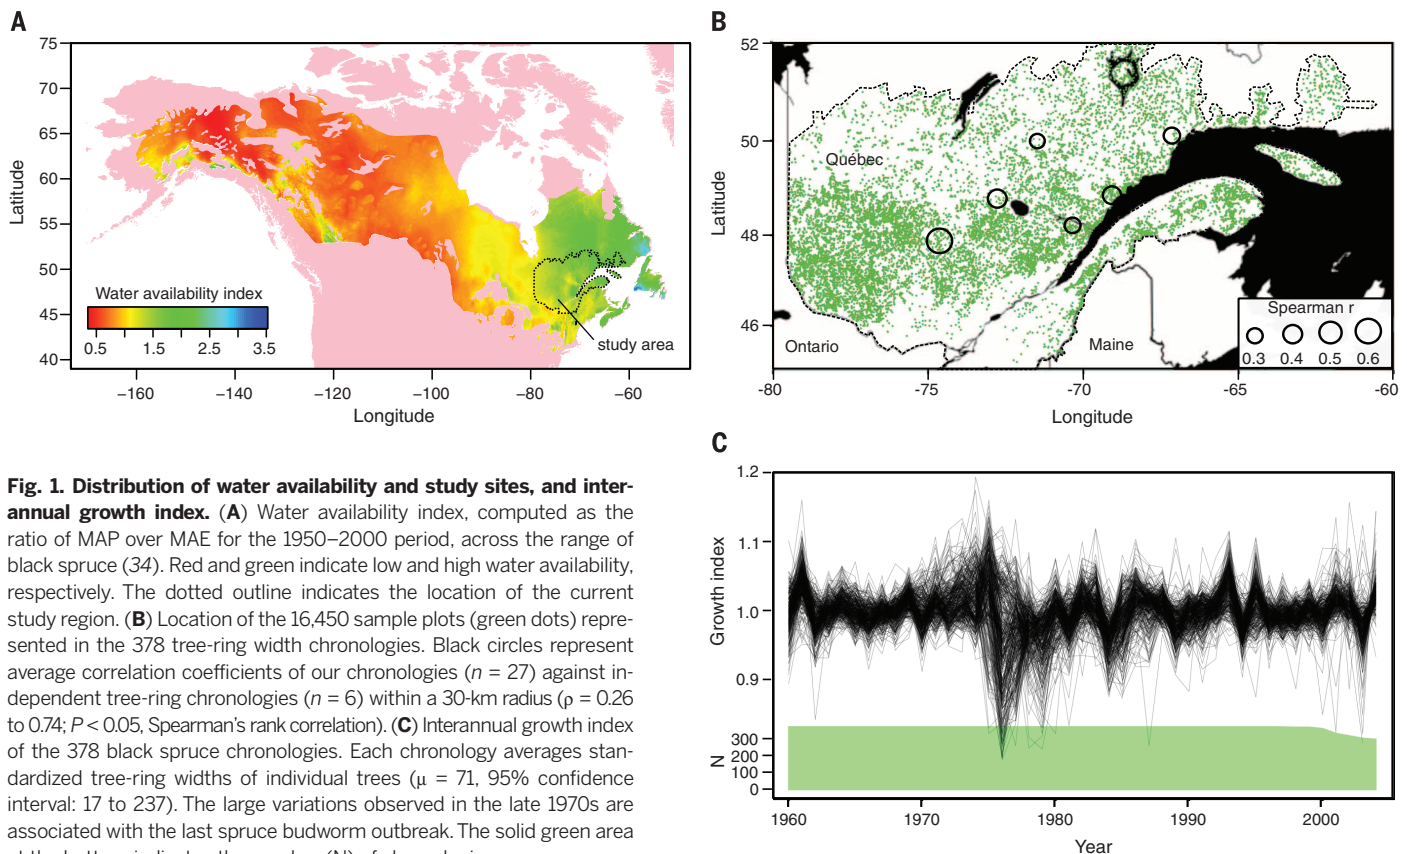 A
75
70
65
60
55
50
45
40
Latitude
Water availability index
0.5 1.5 2.5 3.5
study area
−160 −140 −120 −100 −80 −60
Longitude
B
52
50
48
46
Latitude
Québec
Ontario
Maine
Spearman r
0.3 0.4 0.5 0.6
-80 -75 -70 -65 -60
Longitude
Fig. 1. Distribution of water availability and study sites, and inter-
annual growth index. (A) Water availability index, computed as the
ratio of MAP over MAE for the 1950–2000 period, across the range of
black spruce (34). Red and green indicate low and high water availability,
respectively. The dotted outline indicates the location of the current
study region. (B) Location of the 16,450 sample plots (green dots) repre-
sented in the 378 tree-ring width chronologies. Black circles represent
average correlation coefficients of our chronologies (n = 27) against in-
dependent tree-ring chronologies (n = 6) within a 30-km radius (ρ = 0.26
to 0.74; P < 0.05, Spearman's rank correlation). (C) Interannual growth index
of the 378 black spruce chronologies. Each chronology averages stan-
dardized tree-ring widths of individual trees (μ = 71, 95% confidence
interval: 17 to 237). The large variations observed in the late 1970s are
associated with the last spruce budworm outbreak. The solid green area
C
1.2
1.1
1.0
0.9
Growth index
300
200
100
0
N
1960 1970 1980 1990 2000
Year